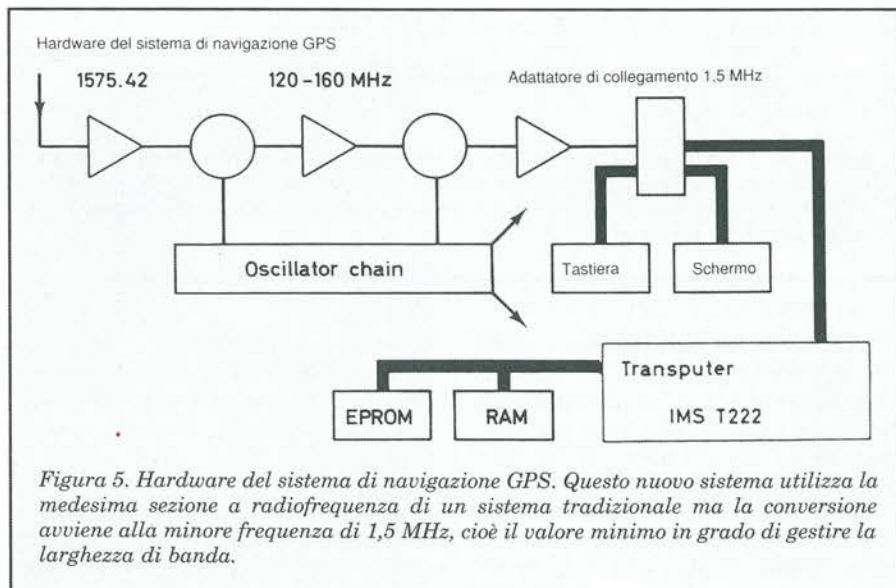 Hardware del sistema di navigazione GPS
1575.42
120-160 MHz
Adattatore di collegamento 1,5 MHz
Oscillator chain
Tastiera
Schermo
Transputer
IMS T222
EPROM
RAM
Figura 5. Hardware del sistema di navigazione GPS. Questo nuovo sistema utilizza la
medesima sezione a radiofrequenza di un sistema tradizionale ma la conversione
avviene alla minore frequenza di 1,5 MHz, cioè il valore minimo in grado di gestire la
larghezza di banda.